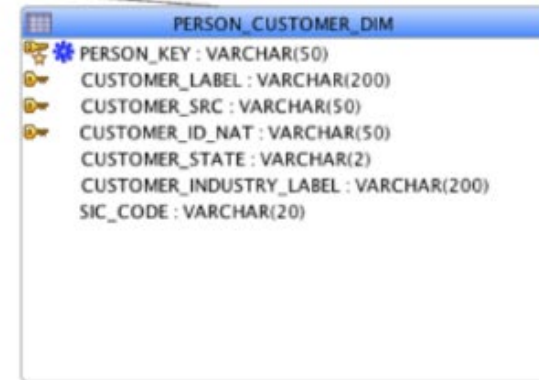 PERSON_CUSTOMER_DIM
PERSON_KEY : VARCHAR(50)
CUSTOMER_LABEL : VARCHAR(200)
CUSTOMER_SRC : VARCHAR(50)
CUSTOMER_ID_NAT : VARCHAR(50)
CUSTOMER_STATE : VARCHAR(2)
CUSTOMER_INDUSTRY_LABEL : VARCHAR(200)
SIC_CODE : VARCHAR(20)